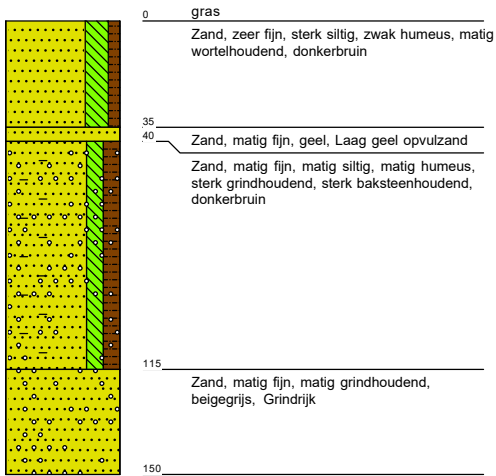 0 gras
Zand, zeer fijn, sterk siltig, zwak humeus, matig
wortelhoudend, donkerbruin
35
40 Zand, matig fijn, geel, Laag geel opvulzand
Zand, matig fijn, matig siltig, matig humeus,
sterk grindhoudend, sterk baksteenhoudend,
donkerbruin
115
Zand, matig fijn, matig grindhoudend,
beigegrijs, Grindrijk
150